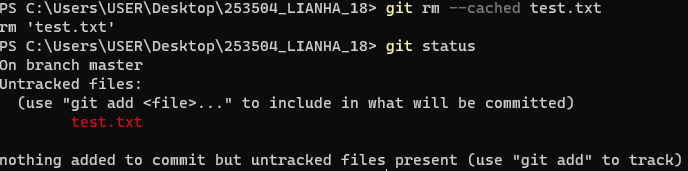 PS C:\Users\USER\Desktop\253504_LIANHA_18> git rm --cached test.txt
rm 'test.txt'
PS C:\Users\USER\Desktop\253504_LIANHA_18> git status
On branch master
Untracked files:
  (use "git add <file>..." to include in what will be committed)
        test.txt

nothing added to commit but untracked files present (use "git add" to track)